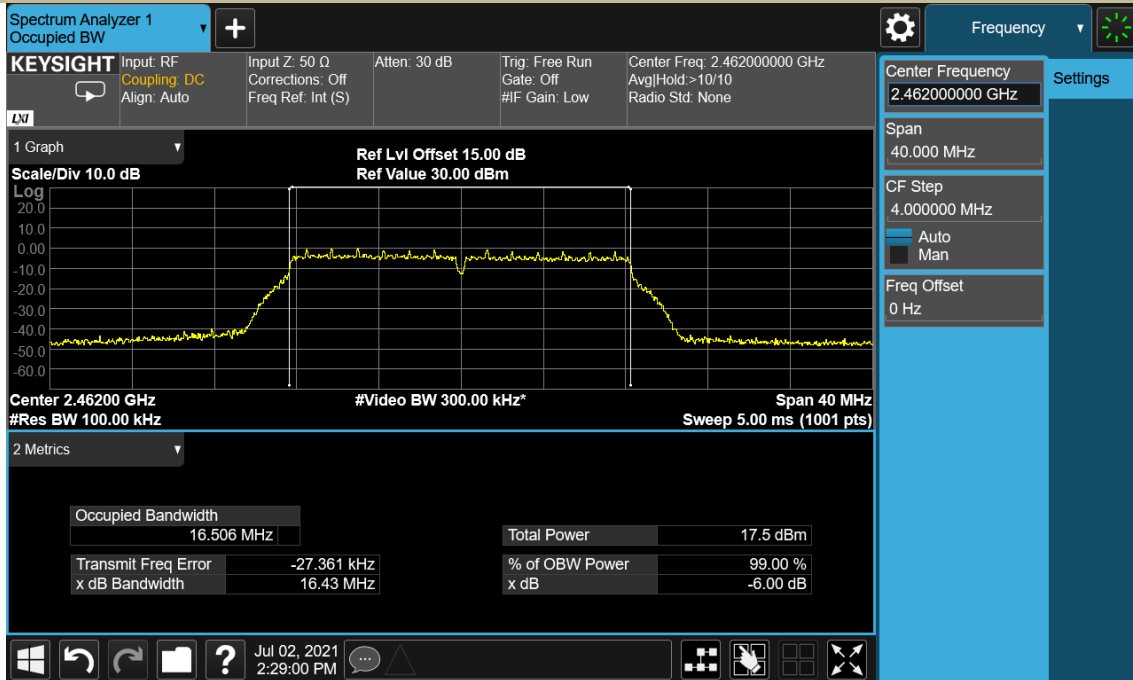 Spectrum Analyzer 1
Occupied BW
+
Frequency
KEYSIGHT
LXI
Input: RF
Coupling: DC
Align: Auto
Input Z: 50 Ω
Corrections: Off
Freq Ref: Int (S)
Atten: 30 dB
Trig: Free Run
Gate: Off
#IF Gain: Low
Center Freq: 2.462000000 GHz
Avg|Hold:>10/10
Radio Std: None
Center Frequency
2.462000000 GHz
Settings
Span
40.000 MHz
CF Step
4.000000 MHz
Auto
Man
Freq Offset
0 Hz
1 Graph
Scale/Div 10.0 dB
Ref Lvl Offset 15.00 dB
Ref Value 30.00 dBm
Log
20.0
10.0
0.00
-10.0
-20.0
-30.0
-40.0
-50.0
-60.0
Center 2.46200 GHz
#Video BW 300.00 kHz*
Span 40 MHz
#Res BW 100.00 kHz
Sweep 5.00 ms (1001 pts)
2 Metrics
Occupied Bandwidth
16.506 MHz
Total Power 17.5 dBm
Transmit Freq Error -27.361 kHz
% of OBW Power 99.00 %
x dB Bandwidth 16.43 MHz
x dB -6.00 dB
?
Jul 02, 2021
2:29:00 PM